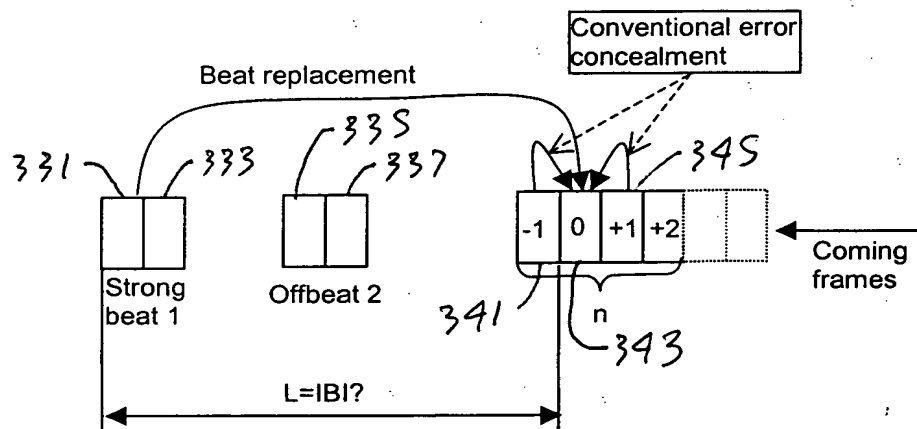 Conventional error
concealment
Beat replacement
331
333
335
337
345
-1 0 +1 +2
Strong
beat 1
Offbeat 2
341
n
343
Coming
frames
L=IBI?